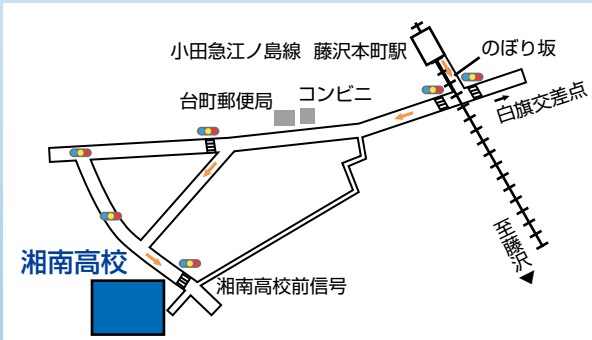 小田急江ノ島線 藤沢本町駅
のぼり坂
台町郵便局
コンビニ
白旗交差点
至藤沢
湘南高校
湘南高校前信号